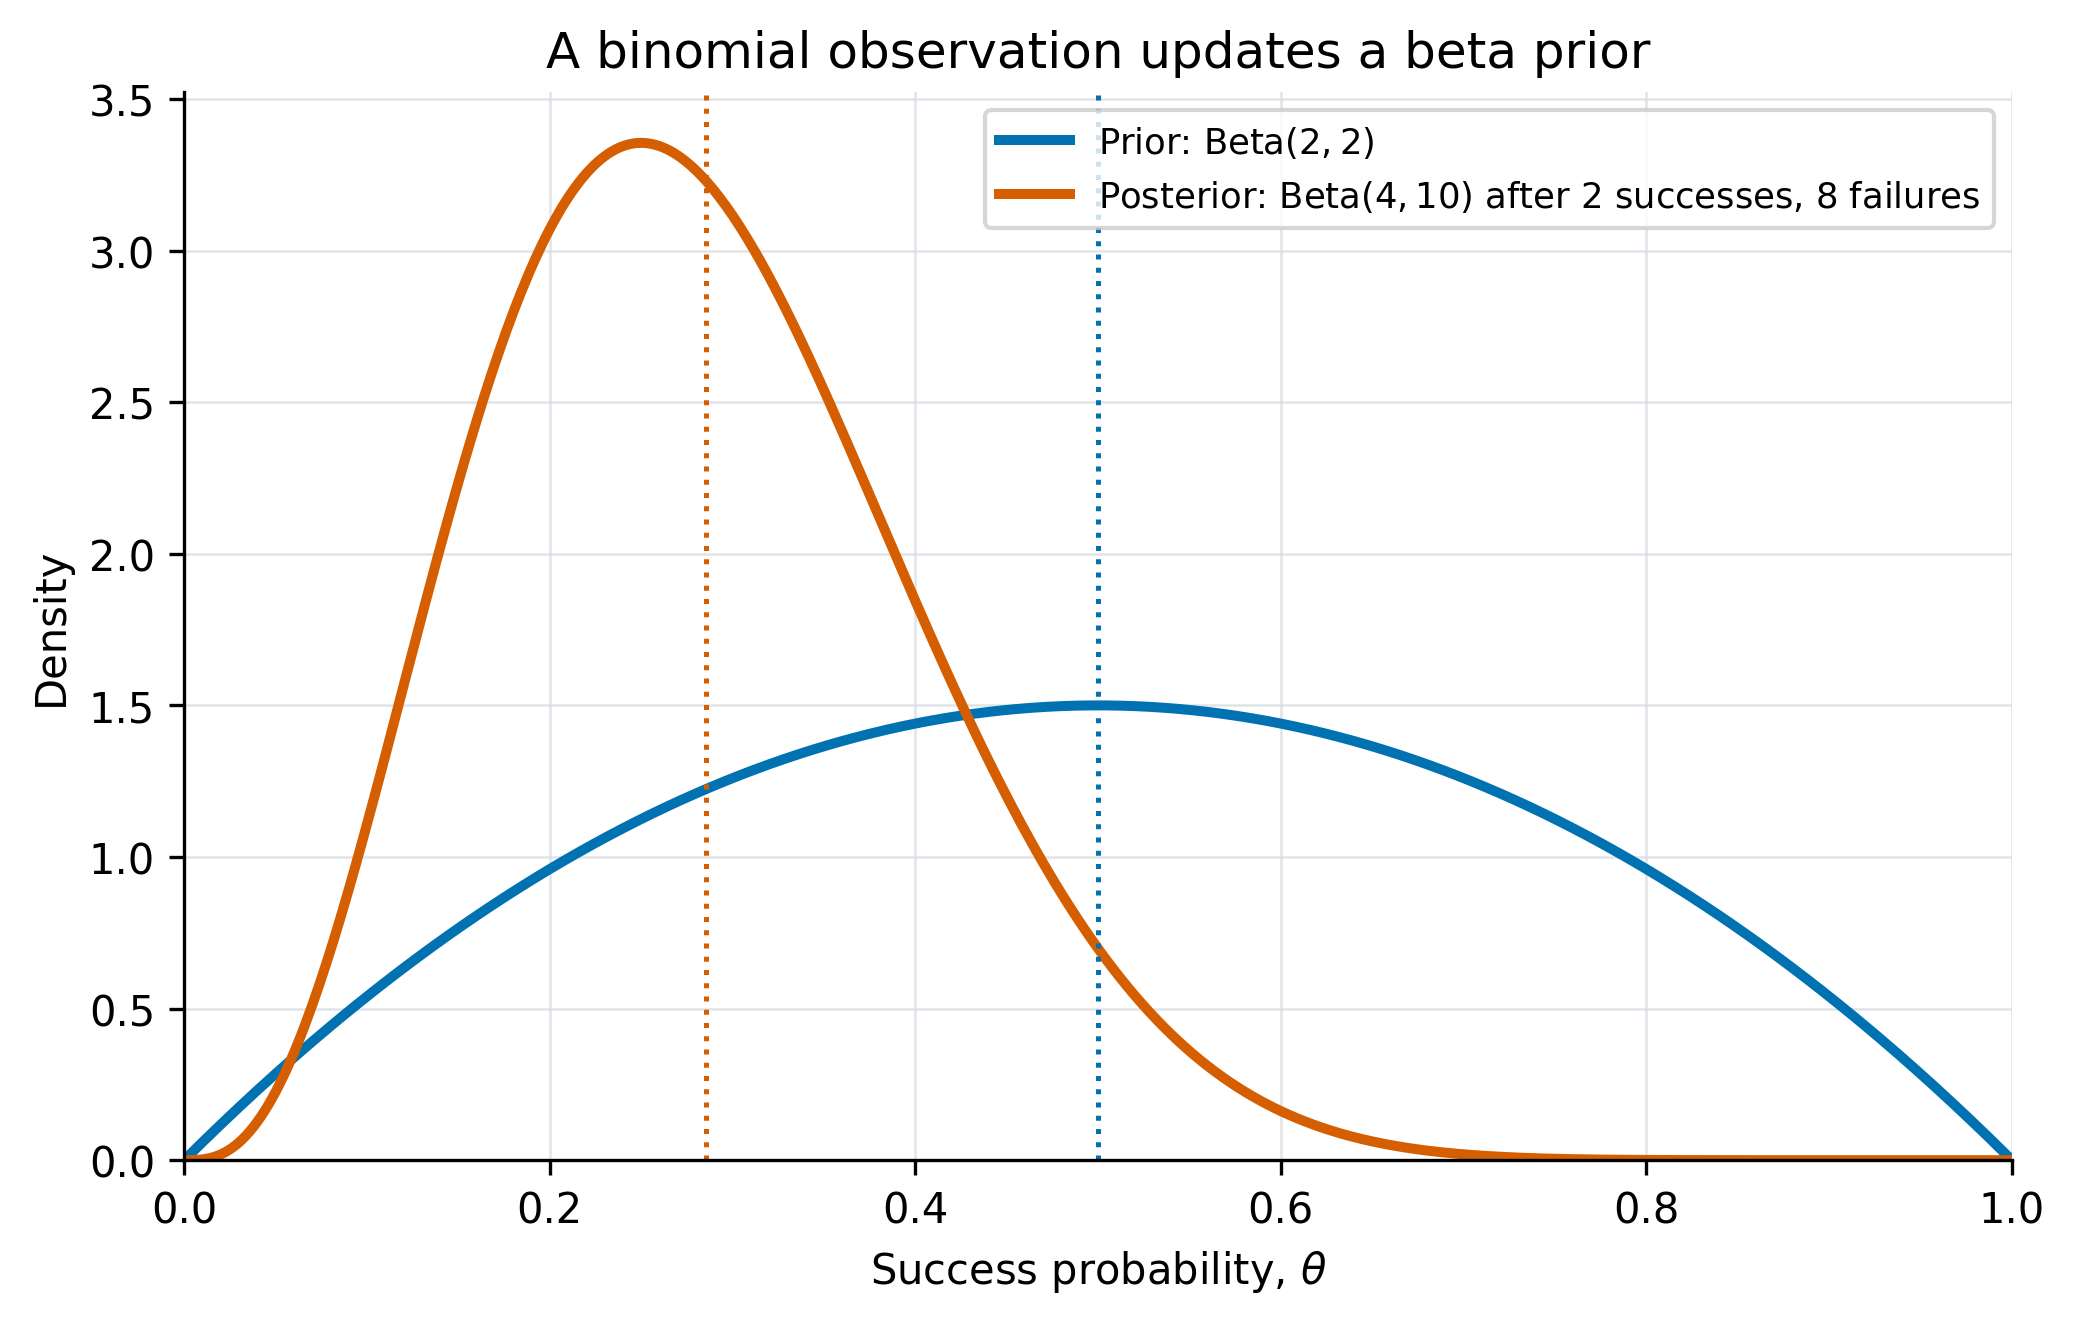 A binomial observation updates a beta prior
Prior: Beta(2, 2)
Posterior: Beta(4, 10) after 2 successes, 8 failures
Density
3.5
3.0
2.5
2.0
1.5
1.0
0.5
0.0
0.0 0.2 0.4 0.6 0.8 1.0
Success probability, θ